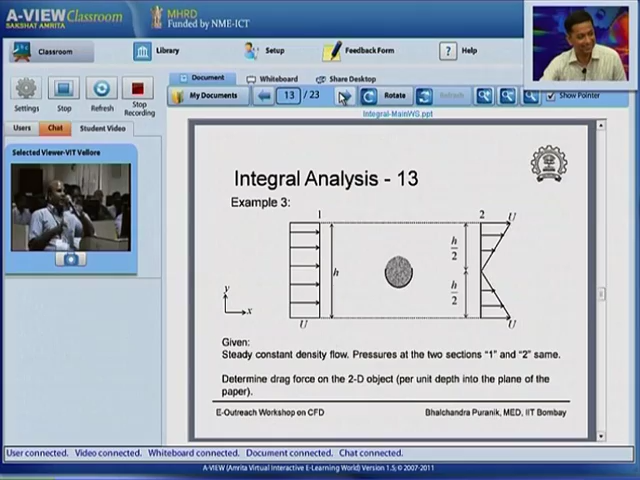 A-VIEW Classroom
SAKSHAT AMRITA
MHRD
Funded by NME-ICT
Classroom
Library
Setup
Feedback Form
? Help
Document
Whiteboard
Share Desktop
Settings
Stop
Refresh
Stop Recording
My Documents
13 / 23
Rotate
Refresh
Show Pointer
Users
Chat
Student Video
Integral-MainWS.ppt
Selected Viewer-VIT Vellore
Integral Analysis - 13
Example 3:
1
2
U
h
h/2
h/2
y
x
U
U
Given:
Steady constant density flow. Pressures at the two sections "1" and "2" same.
Determine drag force on the 2-D object (per unit depth into the plane of the
paper).
E-Outreach Workshop on CFD
Bhalchandra Puranik, MED, IIT Bombay
User connected. Video connected. Whiteboard connected. Document connected. Chat connected.
A-VIEW (Amrita Virtual Interactive E-Learning World) Version 1.5; © 2007-2011